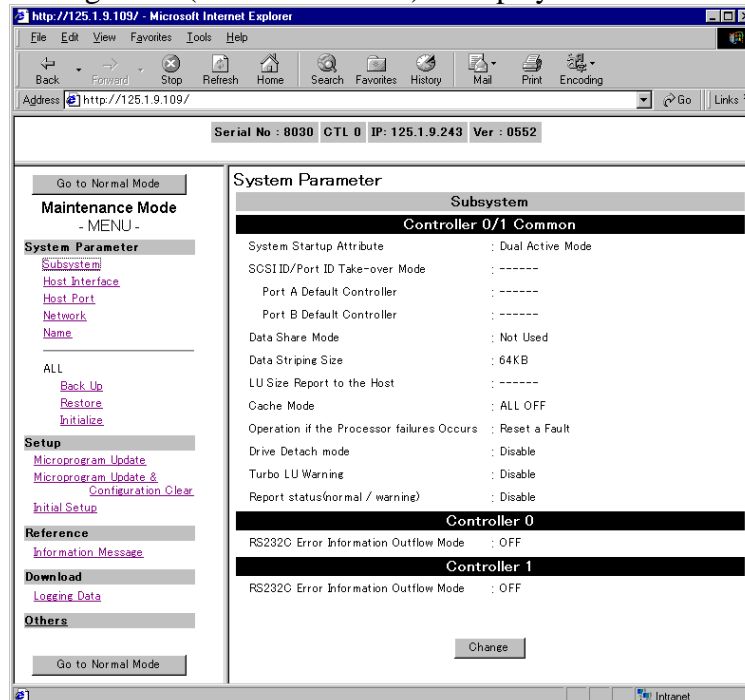 http://125.1.9.109/ - Microsoft Internet Explorer
File Edit View Favorites Tools Help
Back Forward Stop Refresh Home Search Favorites History Mail Print Encoding
Address http://125.1.9.109/ Go Links
Serial No : 8030 CTL 0 IP: 125.1.9.243 Ver : 0552
Go to Normal Mode
Maintenance Mode
- MENU -
System Parameter
Subsystem
Host Interface
Host Port
Network
Name
ALL
Back Up
Restore
Initialize
Setup
Microprogram Update
Microprogram Update &
Configuration Clear
Initial Setup
Reference
Information Message
Download
Logging Data
Others
Go to Normal Mode
System Parameter
Subsystem
Controller 0/1 Common
System Startup Attribute : Dual Active Mode
SCSI ID/Port ID Take-over Mode : ------
Port A Default Controller : ------
Port B Default Controller : ------
Data Share Mode : Not Used
Data Striping Size : 64KB
LU Size Report to the Host : ------
Cache Mode : ALL OFF
Operation if the Processor failures Occurs : Reset a Fault
Drive Detach mode : Disable
Turbo LU Warning : Disable
Report status(normal / warning) : Disable
Controller 0
RS232C Error Information Outflow Mode : OFF
Controller 1
RS232C Error Information Outflow Mode : OFF
Change
Intranet